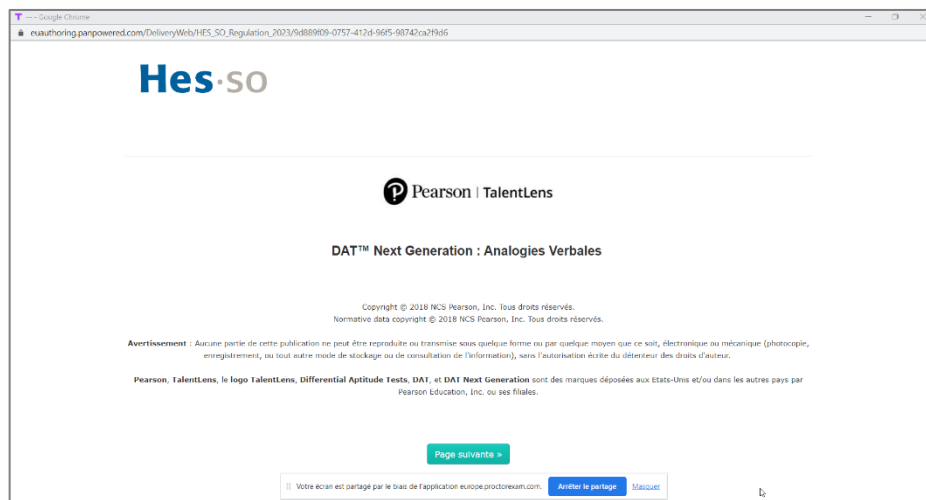 T --- - Google Chrome
euauthoring.panpowered.com/DeliveryWeb/HES_SO_Regulation_2023/9d889f09-0757-412d-96f5-98742ca2f9d6
Hes·so
Pearson | TalentLens
DAT™ Next Generation : Analogies Verbales
Copyright © 2018 NCS Pearson, Inc. Tous droits réservés.
Normative data copyright © 2018 NCS Pearson, Inc. Tous droits réservés.
Avertissement : Aucune partie de cette publication ne peut être reproduite ou transmise sous quelque forme ou par quelque moyen que ce soit, électronique ou mécanique (photocopie,
enregistrement, ou tout autre mode de stockage ou de consultation de l'information), sans l'autorisation écrite du détenteur des droits d'auteur.
Pearson, TalentLens, le logo TalentLens, Differential Aptitude Tests, DAT, et DAT Next Generation sont des marques déposées aux Etats-Unis et/ou dans les autres pays par
Pearson Education, Inc. ou ses filiales.
Page suivante »
Votre écran est partagé par le biais de l'application europe.proctorexam.com. Arrêter le partage Masquer